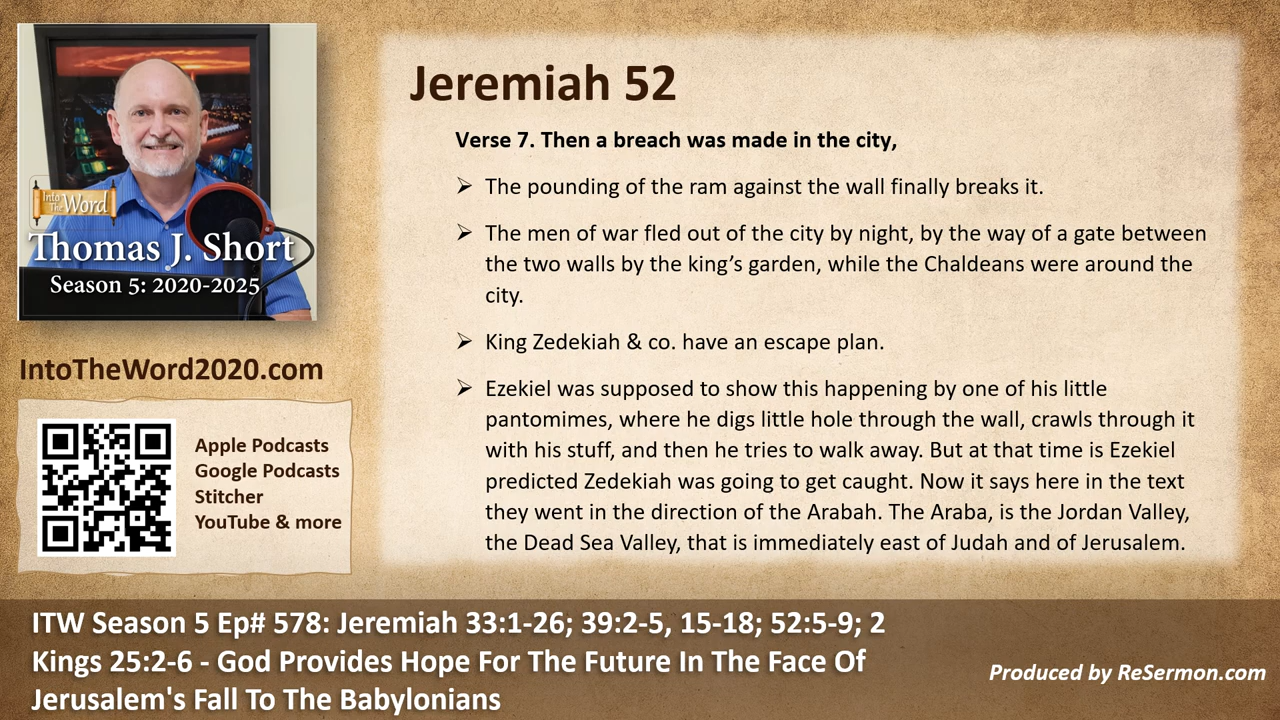 Into
The Word
Thomas J. Short
Season 5: 2020-2025
IntoTheWord2020.com
Apple Podcasts
Google Podcasts
Stitcher
YouTube & more
Jeremiah 52
Verse 7. Then a breach was made in the city,
➢ The pounding of the ram against the wall finally breaks it.
➢ The men of war fled out of the city by night, by the way of a gate between
the two walls by the king’s garden, while the Chaldeans were around the
city.
➢ King Zedekiah & co. have an escape plan.
➢ Ezekiel was supposed to show this happening by one of his little
pantomimes, where he digs little hole through the wall, crawls through it
with his stuff, and then he tries to walk away. But at that time is Ezekiel
predicted Zedekiah was going to get caught. Now it says here in the text
they went in the direction of the Arabah. The Araba, is the Jordan Valley,
the Dead Sea Valley, that is immediately east of Judah and of Jerusalem.
ITW Season 5 Ep# 578: Jeremiah 33:1-26; 39:2-5, 15-18; 52:5-9; 2
Kings 25:2-6 - God Provides Hope For The Future In The Face Of
Jerusalem's Fall To The Babylonians
Produced by ReSermon.com